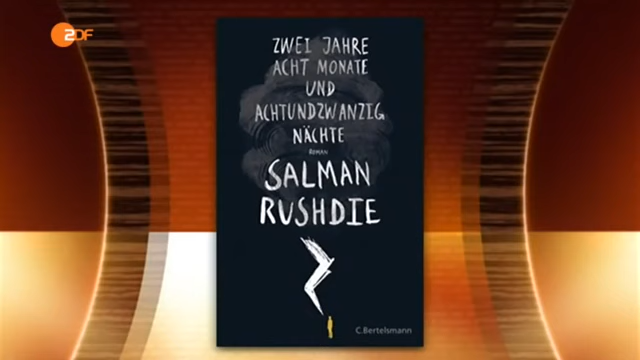 ZDF
ZWEI JAHRE
ACHT MONATE
UND
ACHTUNDZWANZIG
NÄCHTE
ROMAN
SALMAN
RUSHDIE
C.Bertelsmann